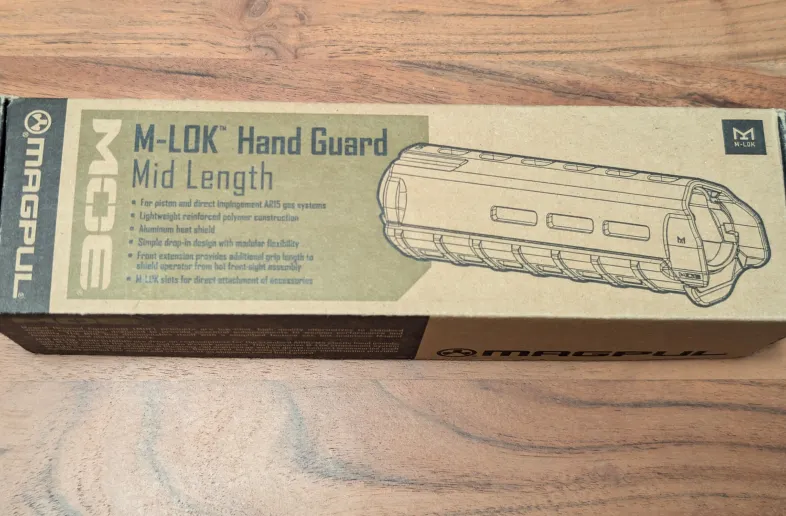 MAGPUL®
MOE
M-LOK™ Hand Guard
Mid Length
• For piston and direct impingement AR15 gas systems
• Lightweight reinforced polymer construction
• Aluminum heat shield
• Simple drop-in design with modular flexibility
• Front extension provides additional grip length to
shield operator from hot front-sight assembly
• M-LOK slots for direct attachment of accessories
M-LOK
MOE
MAGPUL